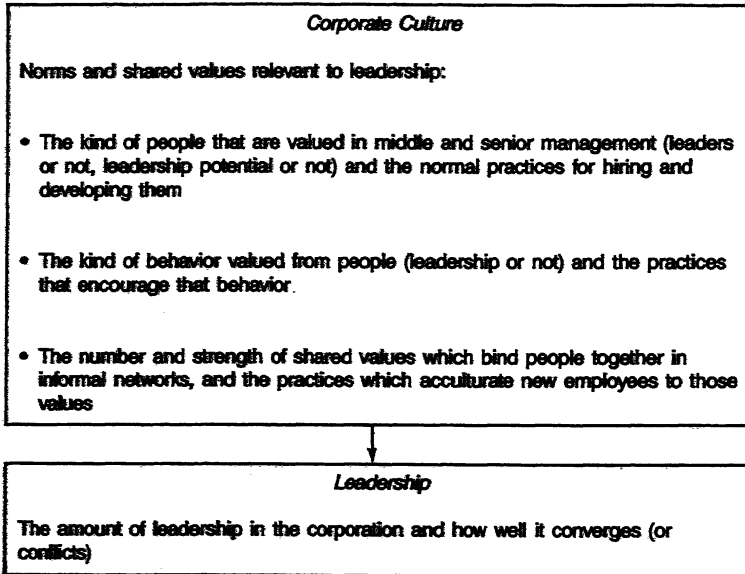 Corporate Culture
Norms and shared values relevant to leadership:
• The kind of people that are valued in middle and senior management (leaders
or not, leadership potential or not) and the normal practices for hiring and
developing them
• The kind of behavior valued from people (leadership or not) and the practices
that encourage that behavior.
• The number and strength of shared values which bind people together in
informal networks, and the practices which acculturate new employees to those
values
Leadership
The amount of leadership in the corporation and how well it converges (or
conflicts)